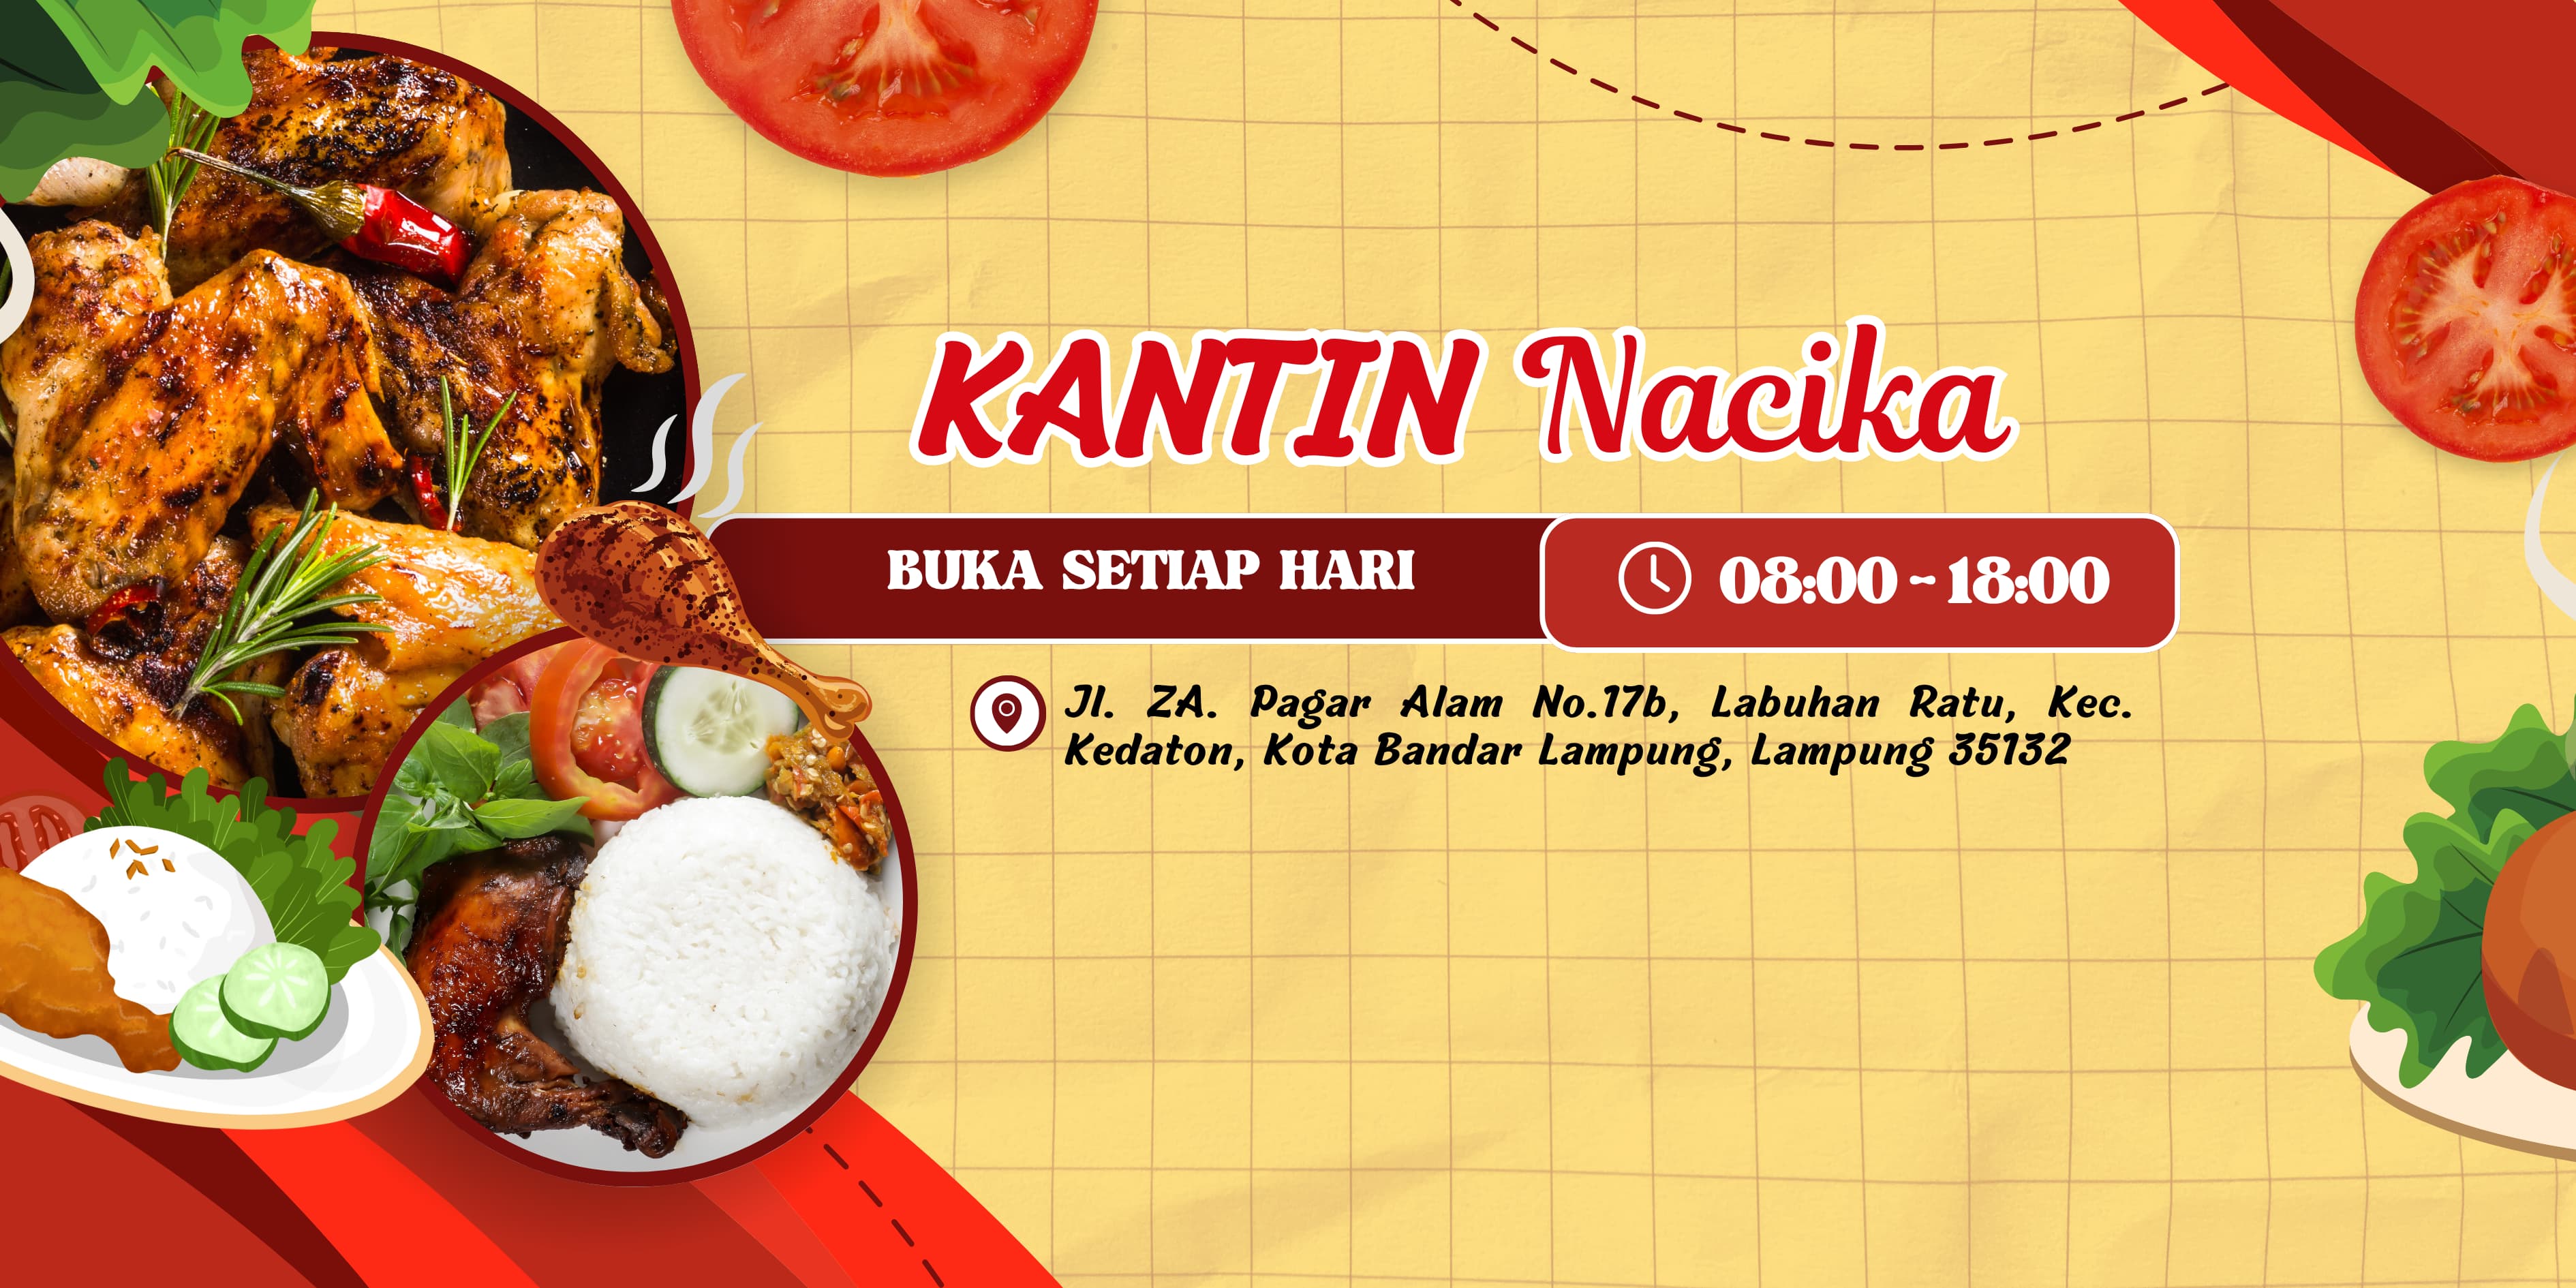 KANTIN Nacika
BUKA SETIAP HARI
08:00 - 18:00
Jl. ZA. Pagar Alam No.17b, Labuhan Ratu, Kec.
Kedaton, Kota Bandar Lampung, Lampung 35132